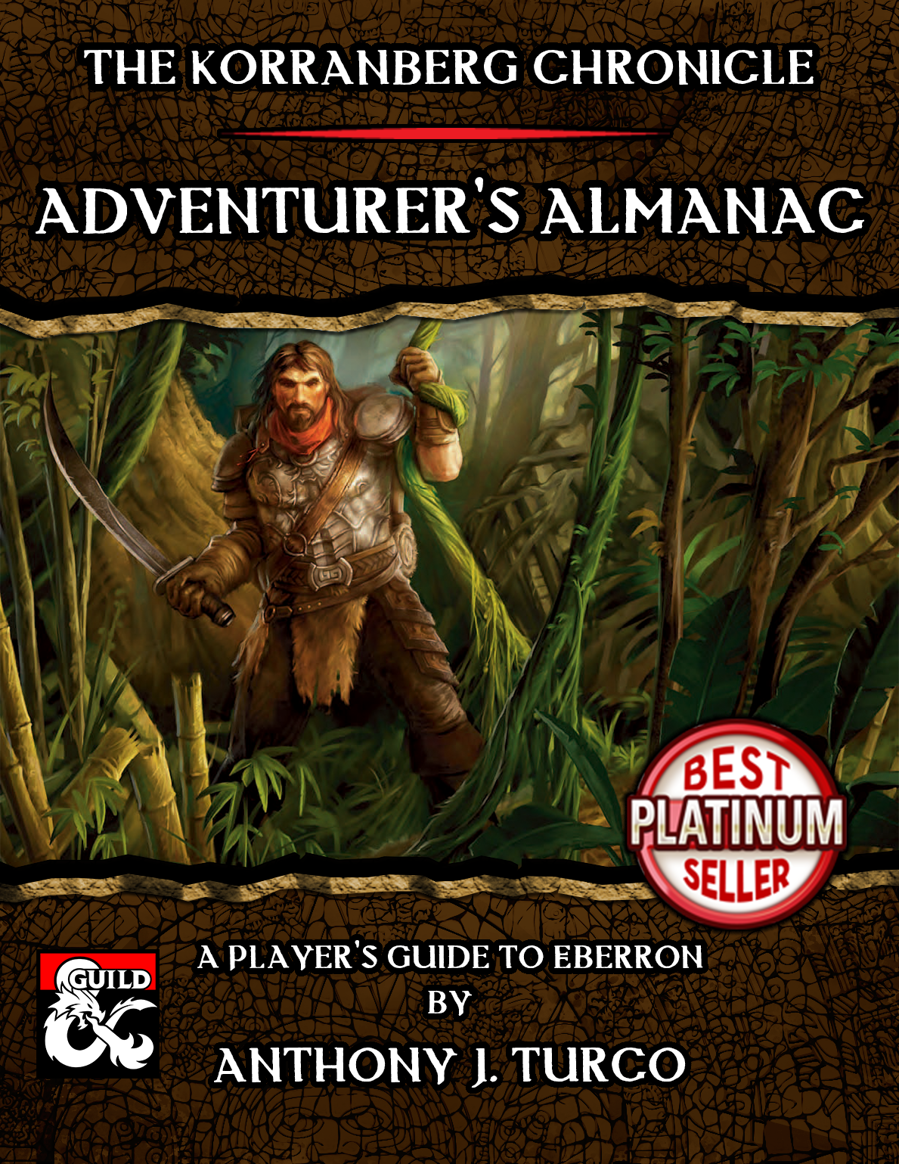 THE KORRANBERG CHRONICLE
ADVENTURER'S ALMANAC
BEST
PLATINUM
SELLER
GUILD
A PLAYER'S GUIDE TO EBERRON
BY
ANTHONY J. TURCO